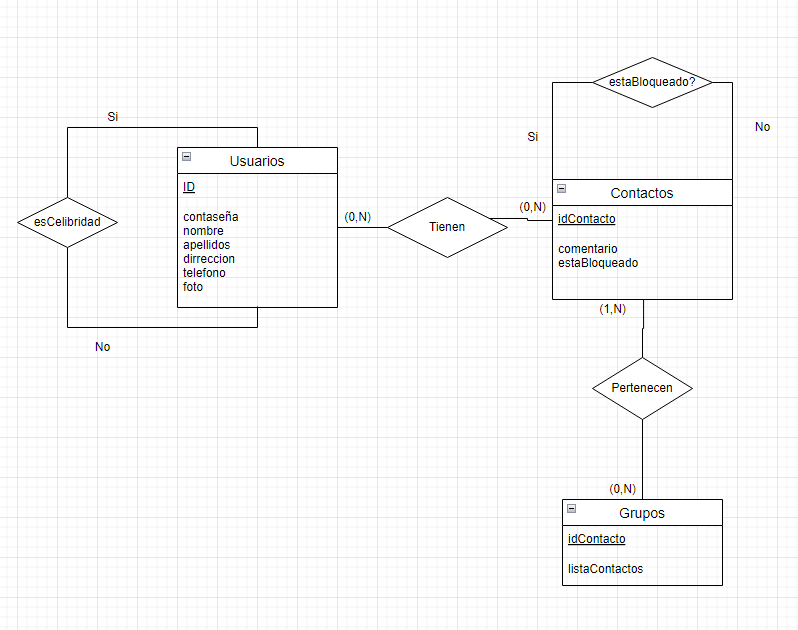 estaBloqueado?
Si
No
Si
Usuarios
ID
contaseña
nombre
apellidos
dirreccion
telefono
foto
esCelibridad
No
(0,N)
Tienen
(0,N)
Contactos
idContacto
comentario
estaBloqueado
(1,N)
Pertenecen
(0,N)
Grupos
idContacto
listaContactos